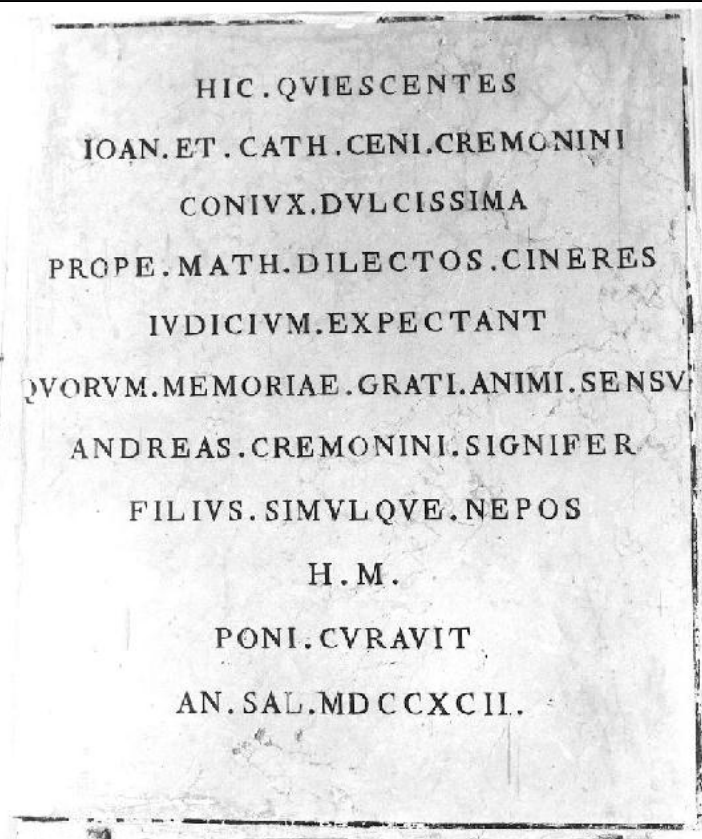 HIC.QVIESCENTES
IOAN.ET.CATH.CENI.CREMONINI
CONIVX.DVLCISSIMA
PROPE.MATH.DILECTOS.CINERES
IVDICIVM.EXPECTANT
QVORVM.MEMORIAE.GRATI.ANIMI.SENSV
ANDREAS.CREMONINI.SIGNIFER
FILIVS.SIMVLQVE.NEPOS
H.M.
PONI.CVRAVIT
AN.SAL.MDCCXCII.